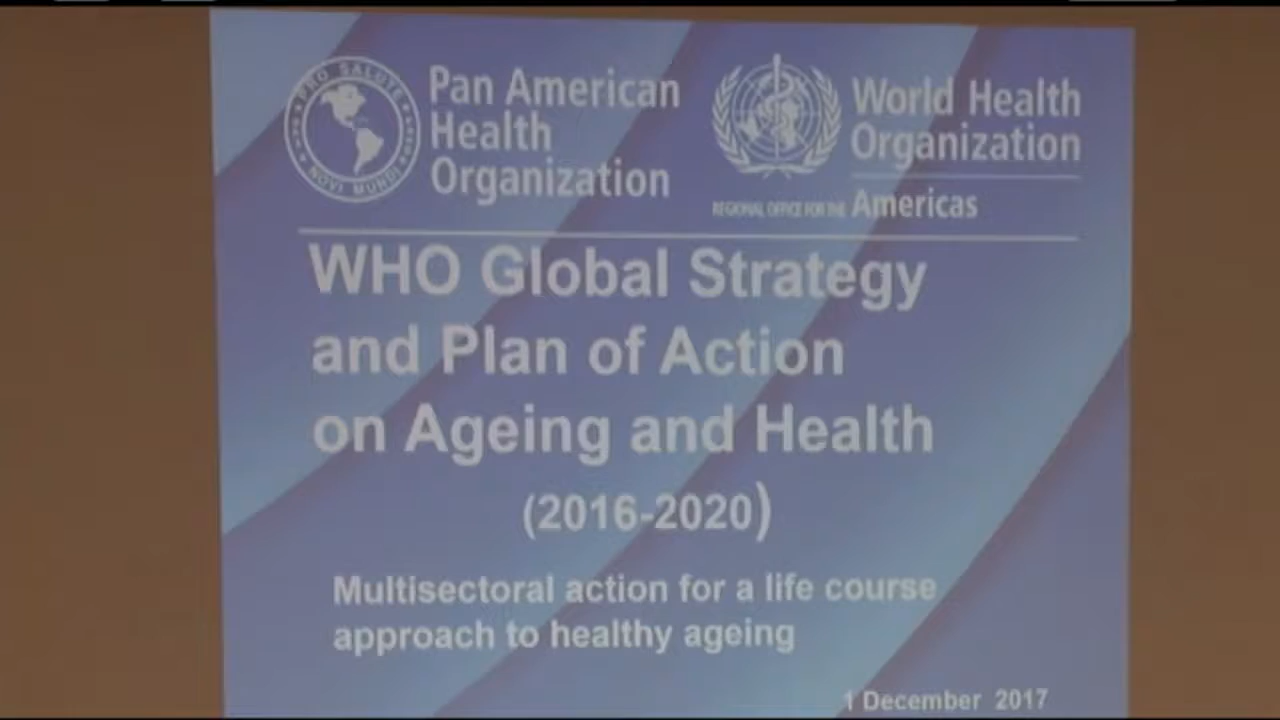 PRO SALUTE
NOVI MUNDI
Pan American
Health
Organization
World Health
Organization
REGIONAL OFFICE FOR THE Americas
WHO Global Strategy
and Plan of Action
on Ageing and Health
(2016-2020)
Multisectoral action for a life course
approach to healthy ageing
1 December 2017